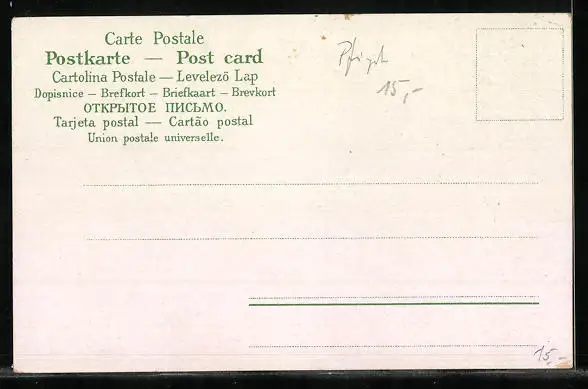 Carte Postale
Postkarte — Post card
Cartolina Postale — Levelező Lap
Dopisnice — Brefkort — Briefkaart — Brevkort
ОТКРЫТОЕ ПИСЬМО.
Tarjeta postal — Cartão postal
Union postale universelle.
15,-
15,-